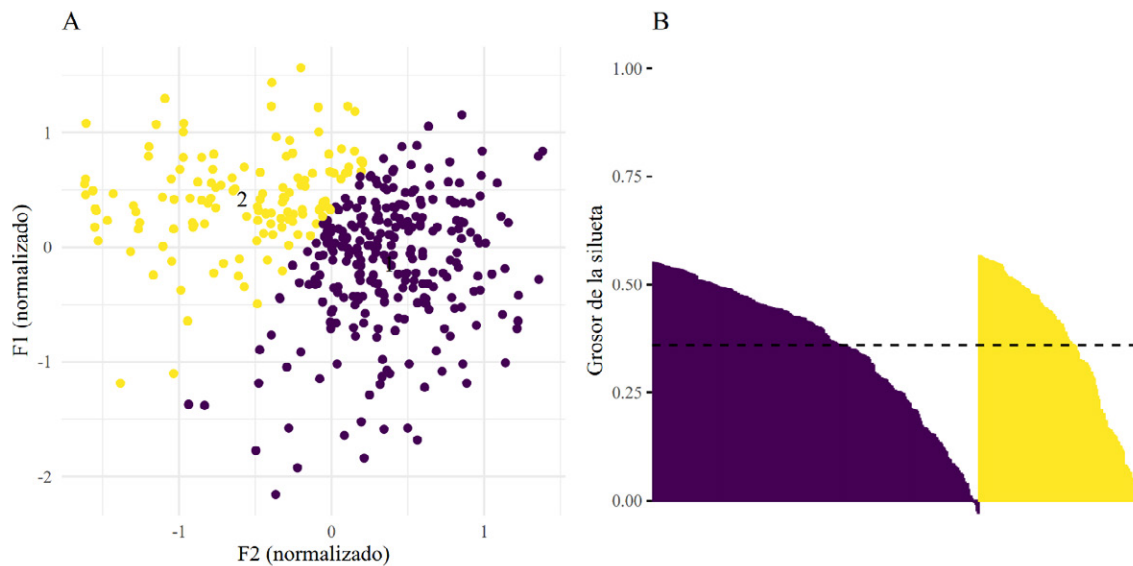 A
B
1
0
-1
-2
-1
0
1
F1 (normalizado)
F2 (normalizado)
2
1
1.00
0.75
0.50
0.25
0.00
Grosor de la silueta